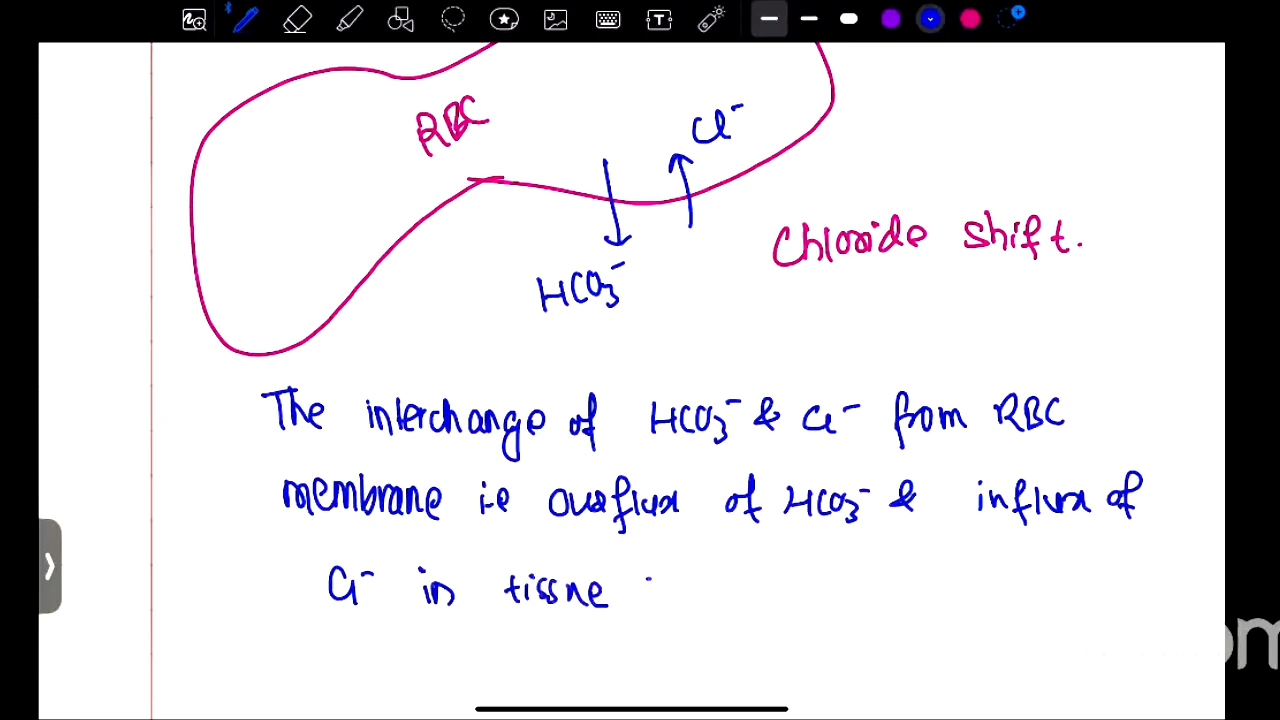 RBC
Cl⁻
HCO₃⁻
Chloride shift.
The interchange of HCO₃⁻ & Cl⁻ from RBC
membrane i.e outflux of HCO₃⁻ & influx of
Cl⁻ in tissue
om